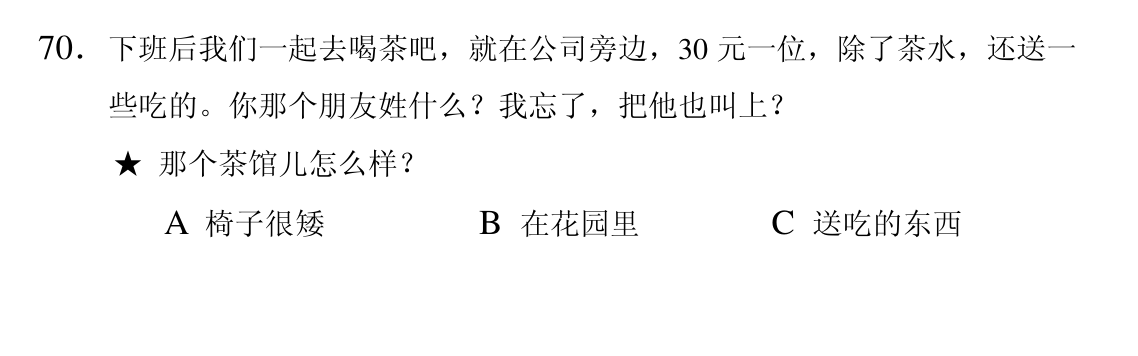 70. 下班后我们一起去喝茶吧，就在公司旁边，30 元一位，除了茶水，还送一
些吃的。你那个朋友姓什么？我忘了，把他也叫上？
★ 那个茶馆儿怎么样？
A 椅子很矮 B 在花园里 C 送吃的东西